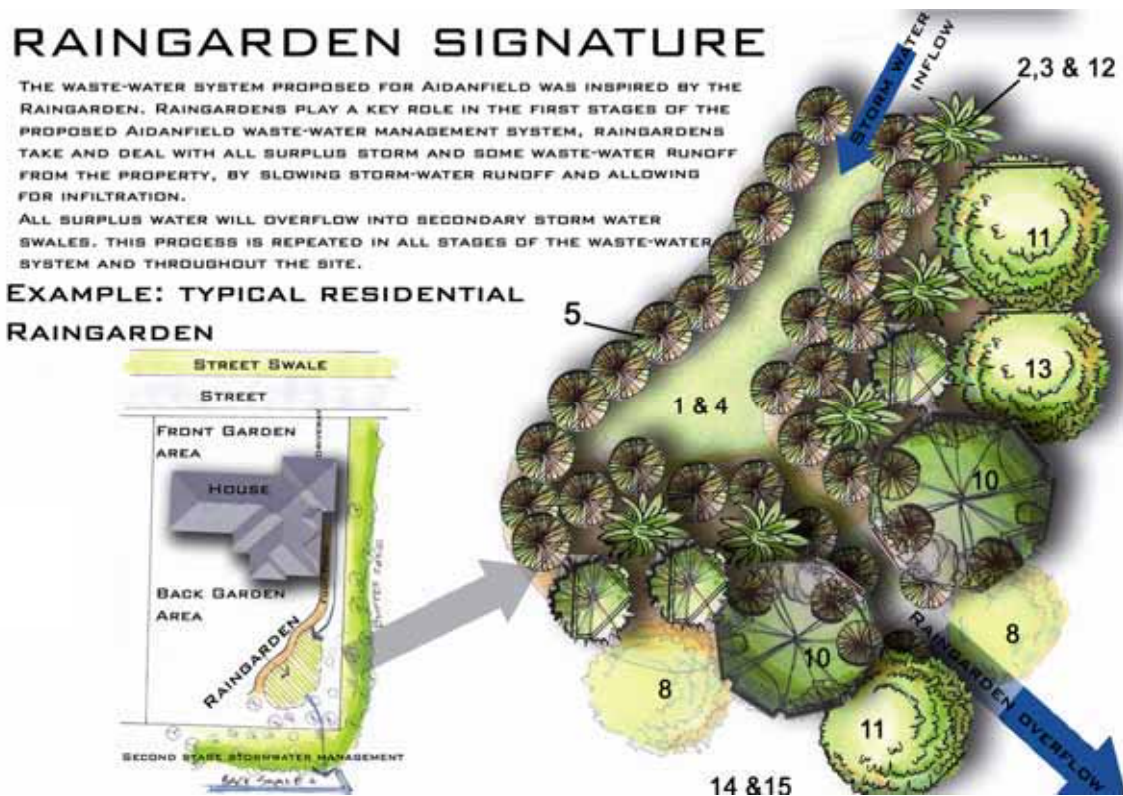 RAINGARDEN SIGNATURE
THE WASTE-WATER SYSTEM PROPOSED FOR AIDANFIELD WAS INSPIRED BY THE
RAINGARDEN. RAINGARDENS PLAY A KEY ROLE IN THE FIRST STAGES OF THE
PROPOSED AIDANFIELD WASTE-WATER MANAGEMENT SYSTEM, RAINGARDENS
TAKE AND DEAL WITH ALL SURPLUS STORM AND SOME WASTE-WATER RUNOFF
FROM THE PROPERTY, BY SLOWING STORM-WATER RUNOFF AND ALLOWING
FOR INFILTRATION.
ALL SURPLUS WATER WILL OVERFLOW INTO SECONDARY STORM WATER
SWALES. THIS PROCESS IS REPEATED IN ALL STAGES OF THE WASTE-WATER
SYSTEM AND THROUGHOUT THE SITE.
EXAMPLE: TYPICAL RESIDENTIAL
RAINGARDEN
STREET SWALE
STREET
FRONT GARDEN
AREA
DRIVEWAY
HOUSE
BACK GARDEN
AREA
RAINGARDEN
SECOND STAGE STORMWATER MANAGEMENT
BACK SWALE
STORM WATER
INFLOW
2,3 & 12
11
5
13
1 & 4
10
8
10
8
11
RAINGARDEN OVERFLOW
14 &15